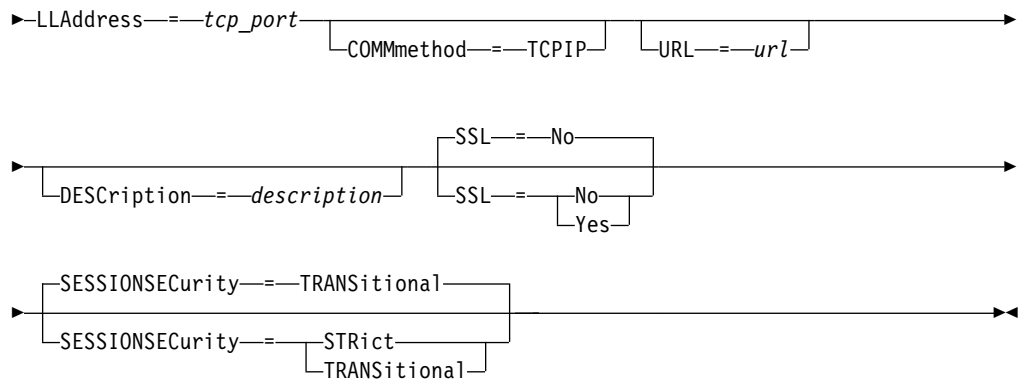 LLAddress = tcp_port
COMMmethod = TCPIP URL = url
SSL = No
DESCription = description SSL = No
Yes
SESSIONSECurity = TRANSitional
SESSIONSECurity = STRict
TRANSitional